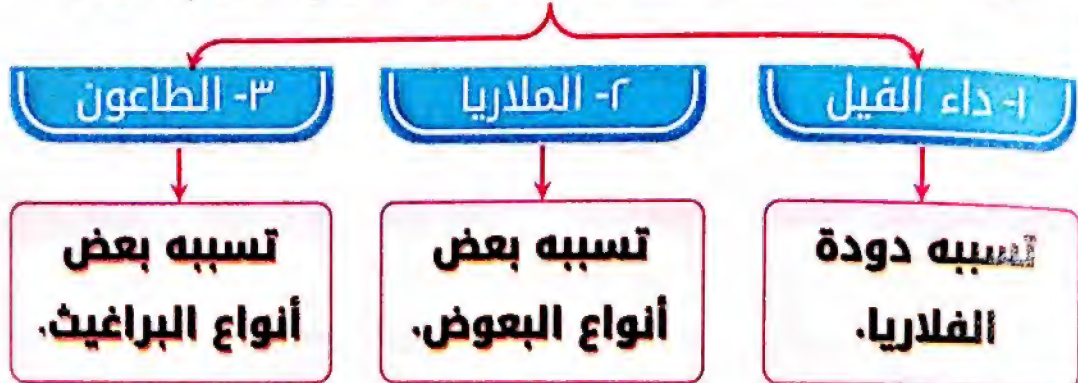 ١- داء الفيل
٢- الملاريا
٣- الطاعون
تسببه دودة
الفلاريا.
تسببه بعض
أنواع البعوض.
تسببه بعض
أنواع البراغيث.